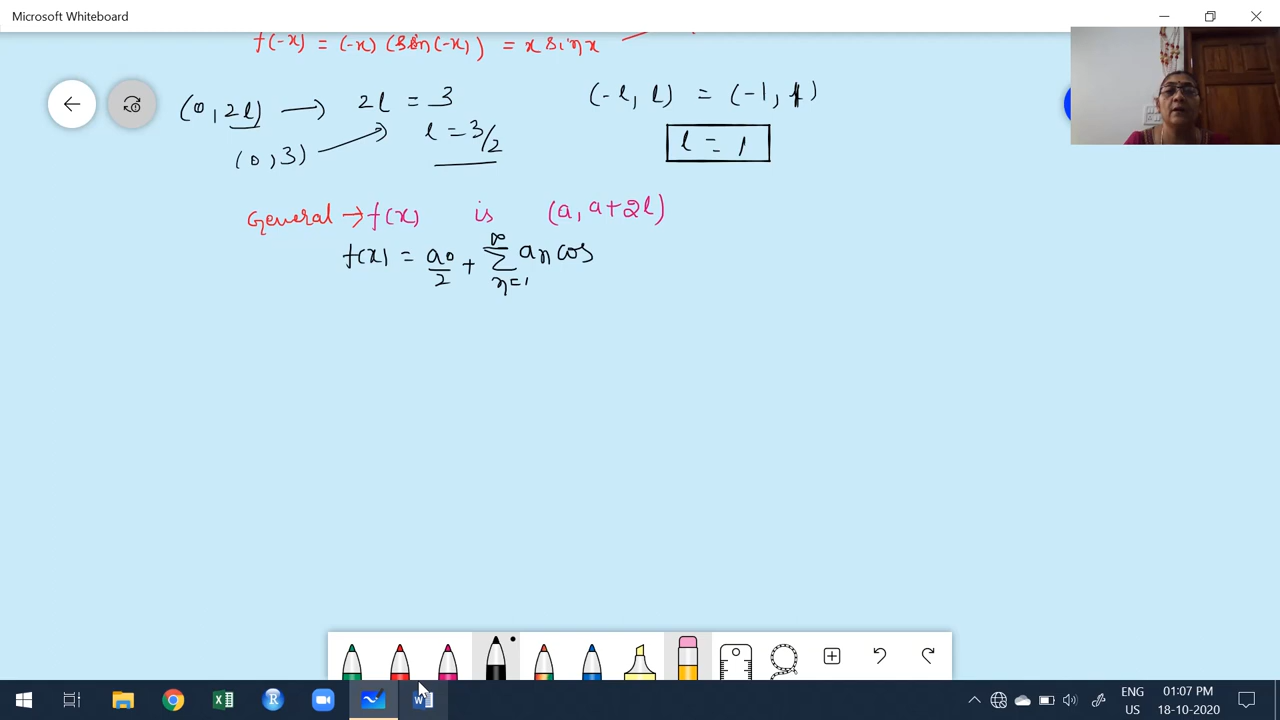 Microsoft Whiteboard
f(-x) = (-x) (sin(-x)) = x sin x
(0, 2l) → 2l = 3
(-l, l) = (-1, 1)
(0, 3) l = 3/2
l = 1
General → f(x) is (a, a+2l)
f(x) = a0/2 + ∑ n=1 ∞ an cos
ENG
US
01:07 PM
18-10-2020